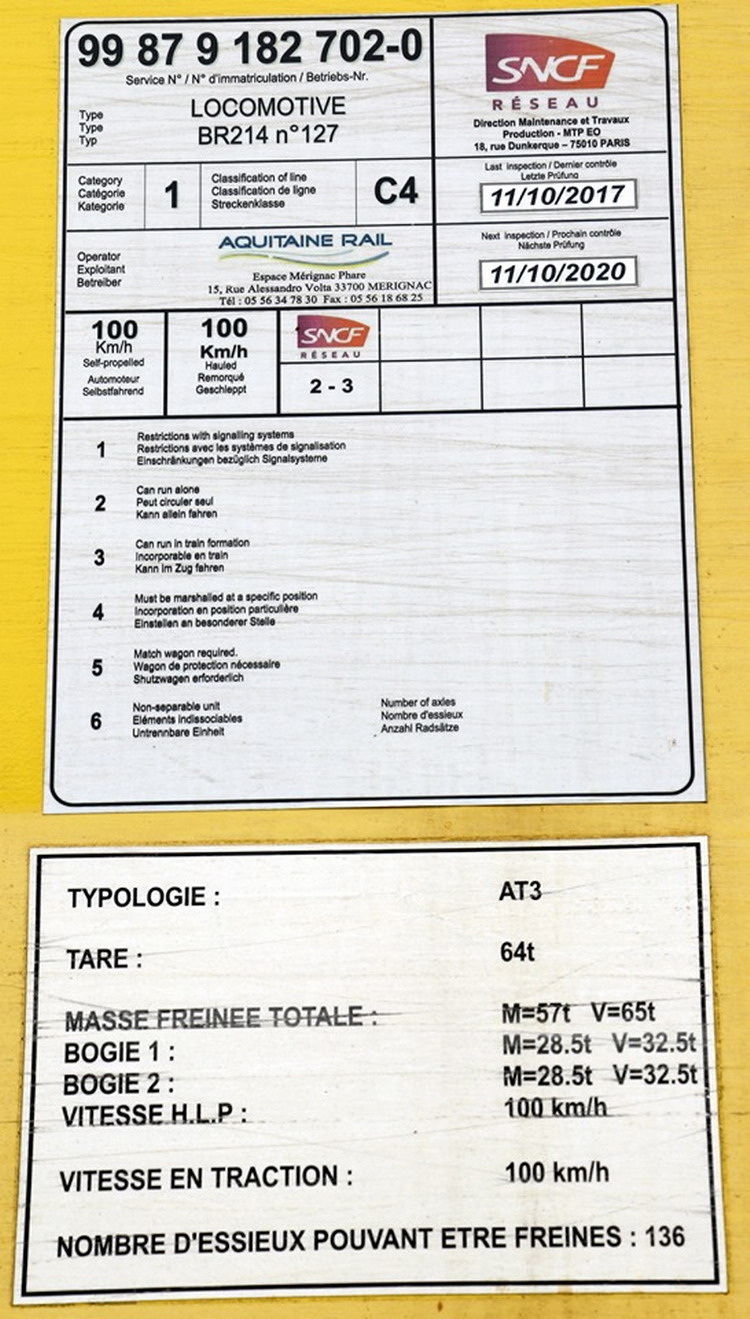 99 87 9 182 702-0
Service N° / N° d'immatriculation / Betriebs-Nr.
Type
Type
Typ
LOCOMOTIVE
BR214 n°127
SNCF
RÉSEAU
Direction Maintenance et Travaux
Production - MTP EO
18, rue Dunkerque – 75010 PARIS
Category
Catégorie
Kategorie
1
Classification of line
Classification de ligne
Streckenklasse
C4
Last inspection / Dernier contrôle
Letzte Prüfung
11/10/2017
Operator
Exploitant
Betreiber
AQUITAINE RAIL
Espace Mérignac Phare
15, Rue Alessandro Volta 33700 MERIGNAC
Tél : 05 56 34 78 30 Fax : 05 56 18 68 25
Next inspection / Prochain contrôle
Nächste Prüfung
11/10/2020
100
Km/h
Self-propelled
Automoteur
Selbstfahrend
100
Km/h
Hauled
Remorqué
Geschleppt
SNCF
RÉSEAU
2 - 3
1
Restrictions with signalling systems
Restrictions avec les systèmes de signalisation
Einschränkungen bezüglich Signalsysteme
2
Can run alone
Peut circuler seul
Kann allein fahren
3
Can run in train formation
Incorporable en train
Kann im Zug fahren
4
Must be marshalled at a specific position
Incorporation en position particulière
Einstellen an besonderer Stelle
5
Match wagon required.
Wagon de protection nécessaire
Shutzwagen erforderlich
6
Non-separable unit
Eléments indissociables
Untrennbare Einheit
Number of axles
Nombre d'essieux
Anzahl Radsätze
TYPOLOGIE : AT3
TARE : 64t
MASSE FREINEE TOTALE : M=57t V=65t
BOGIE 1 : M=28.5t V=32.5t
BOGIE 2 : M=28.5t V=32.5t
VITESSE H.L.P : 100 km/h
VITESSE EN TRACTION : 100 km/h
NOMBRE D'ESSIEUX POUVANT ETRE FREINES : 136